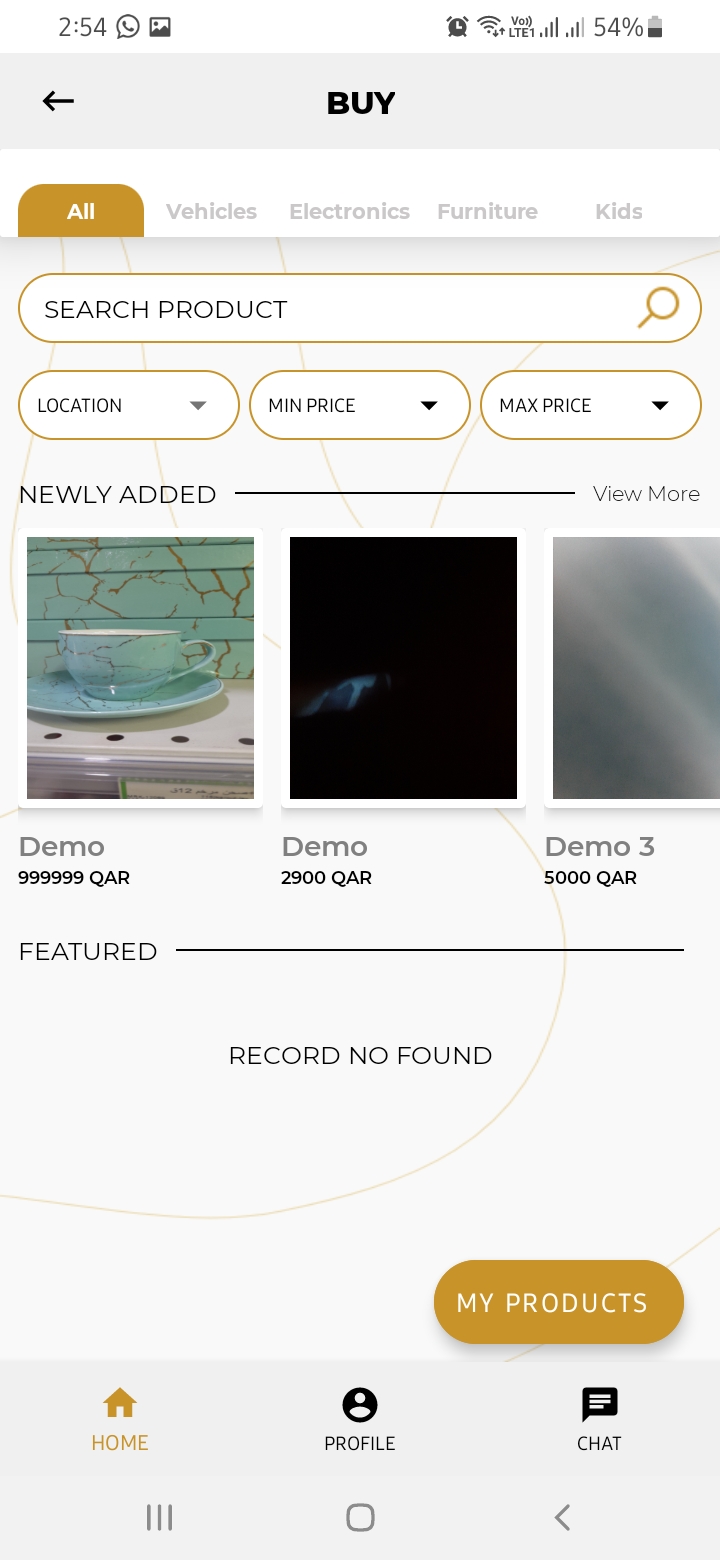 2:54 Vo)) LTE1 54%
BUY
All Vehicles Electronics Furniture Kids
SEARCH PRODUCT
LOCATION MIN PRICE MAX PRICE
NEWLY ADDED View More
Demo Demo Demo 3
999999 QAR 2900 QAR 5000 QAR
FEATURED
RECORD NO FOUND
MY PRODUCTS
HOME PROFILE CHAT